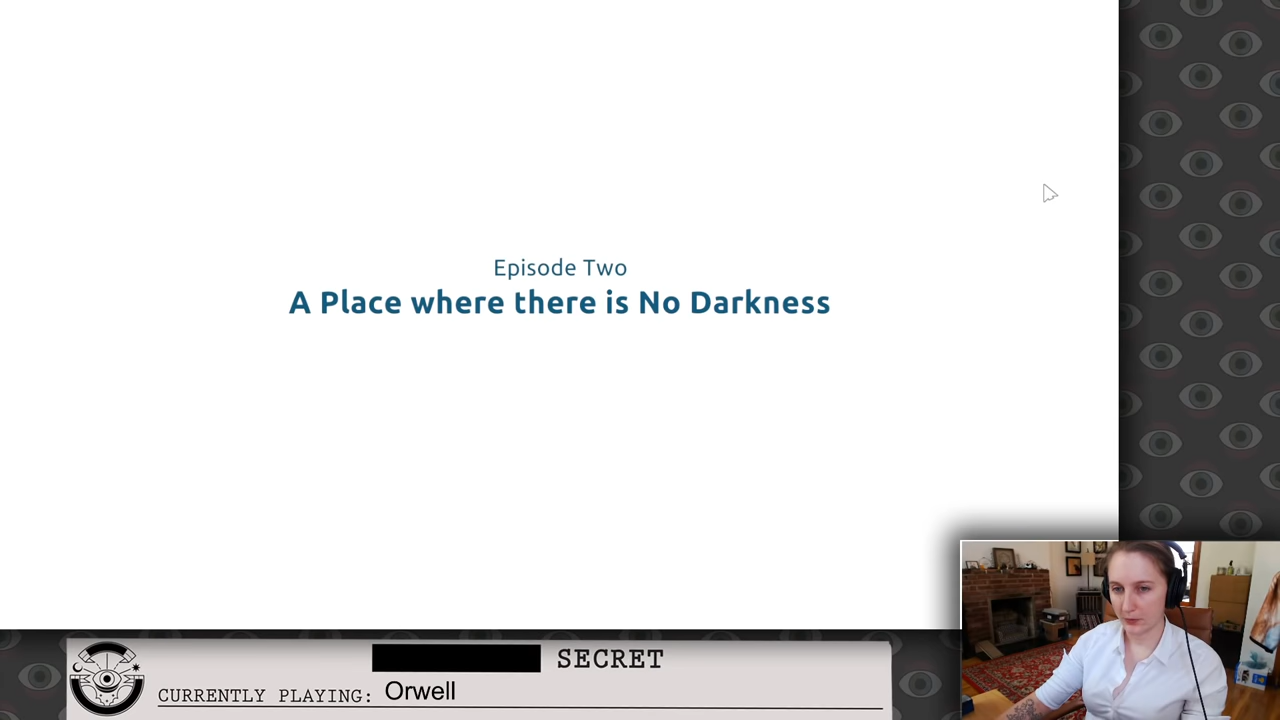 Episode Two
A Place where there is No Darkness
SECRET
CURRENTLY PLAYING: Orwell